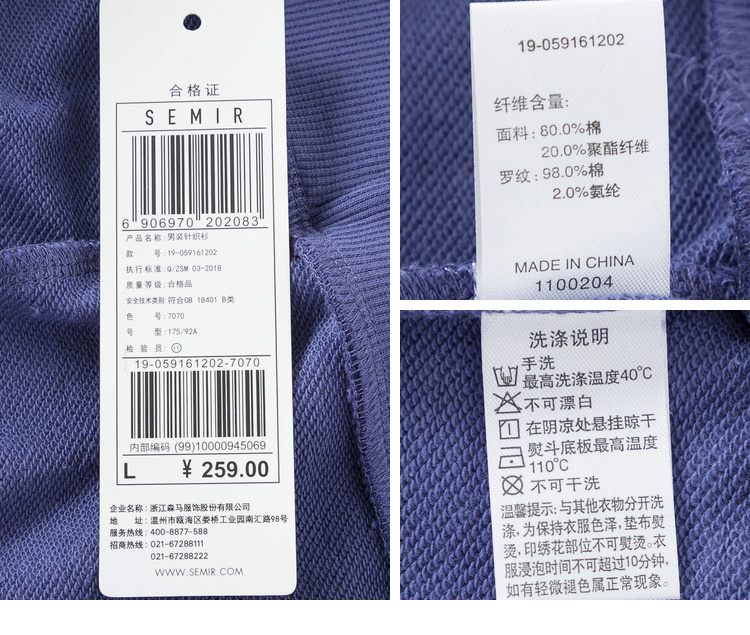 合格证
SEMIR
6 906970 202083
产品名称: 男装针织衫
款 号: 19-059161202
执行标准: Q/ZSM 03-2018
质量等级: 合格品
安全技术类别: 符合GB 18401 B类
色 号: 7070
号 型: 175/92A
检 验 员: 11
19-059161202-7070
内部编码 (99)10000945069
L ¥ 259.00
企业名称: 浙江森马服饰股份有限公司
地 址: 温州市瓯海区娄桥工业园南汇路98号
服务热线: 400-8877-588
招商热线: 021-67288111
021-67288222
WWW.SEMIR.COM
19-059161202
纤维含量:
面料: 80.0%棉
20.0%聚酯纤维
罗纹: 98.0%棉
2.0%氨纶
MADE IN CHINA
1100204
洗涤说明
手洗
最高洗涤温度40℃
不可漂白
在阴凉处悬挂晾干
熨斗底板最高温度
110℃
不可干洗
温馨提示: 与其他衣物分开洗
涤, 为保持衣服色泽, 垫布熨
烫, 印绣花部位不可熨烫。衣
服浸泡时间不可超过10分钟,
如有轻微褪色属正常现象。